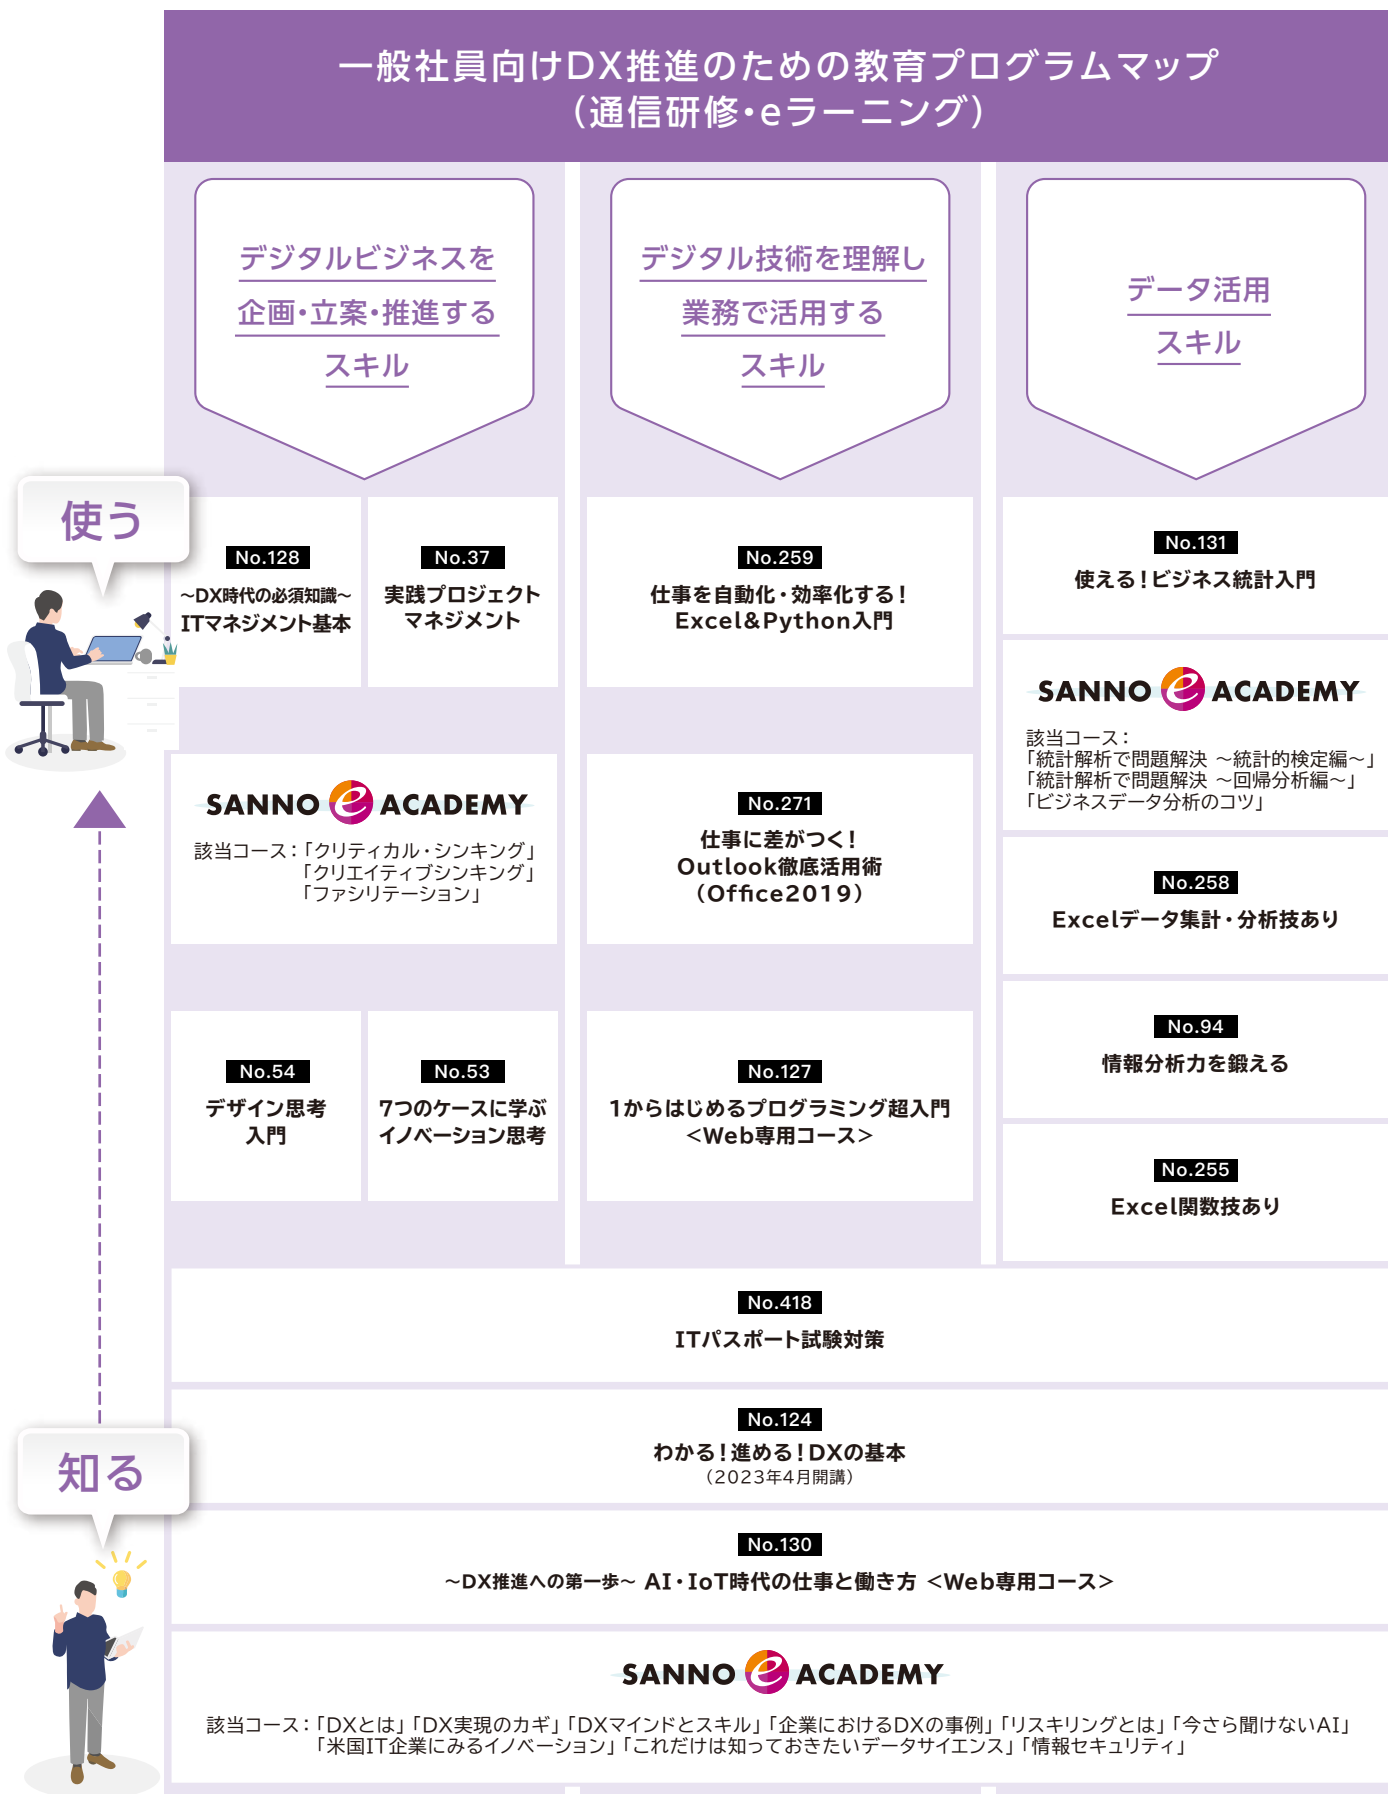 一般社員向けDX推進のための教育プログラムマップ
（通信研修・eラーニング）
デジタルビジネスを
企画・立案・推進する
スキル
デジタル技術を理解し
業務で活用する
スキル
データ活用
スキル
使う
No.128
～DX時代の必須知識～
ITマネジメント基本
No.37
実践プロジェクト
マネジメント
SANNO e ACADEMY
該当コース：「クリティカル・シンキング」
「クリエイティブシンキング」
「ファシリテーション」
No.54
デザイン思考
入門
No.53
7つのケースに学ぶ
イノベーション思考
No.259
仕事を自動化・効率化する！
Excel&Python入門
No.271
仕事に差がつく！
Outlook徹底活用術
（Office2019）
No.127
1からはじめるプログラミング超入門
<Web専用コース>
No.131
使える！ビジネス統計入門
SANNO e ACADEMY
該当コース：
「統計解析で問題解決 ～統計的検定編～」
「統計解析で問題解決 ～回帰分析編～」
「ビジネスデータ分析のコツ」
No.258
Excelデータ集計・分析技あり
No.94
情報分析力を鍛える
No.255
Excel関数技あり
知る
No.418
ITパスポート試験対策
No.124
わかる！進める！DXの基本
（2023年4月開講）
No.130
～DX推進への第一歩～ AI・IoT時代の仕事と働き方 <Web専用コース>
SANNO e ACADEMY
該当コース：「DXとは」「DX実現のカギ」「DXマインドとスキル」「企業におけるDXの事例」「リスキリングとは」「今さら聞けないAI」
「米国IT企業にみるイノベーション」「これだけは知っておきたいデータサイエンス」「情報セキュリティ」